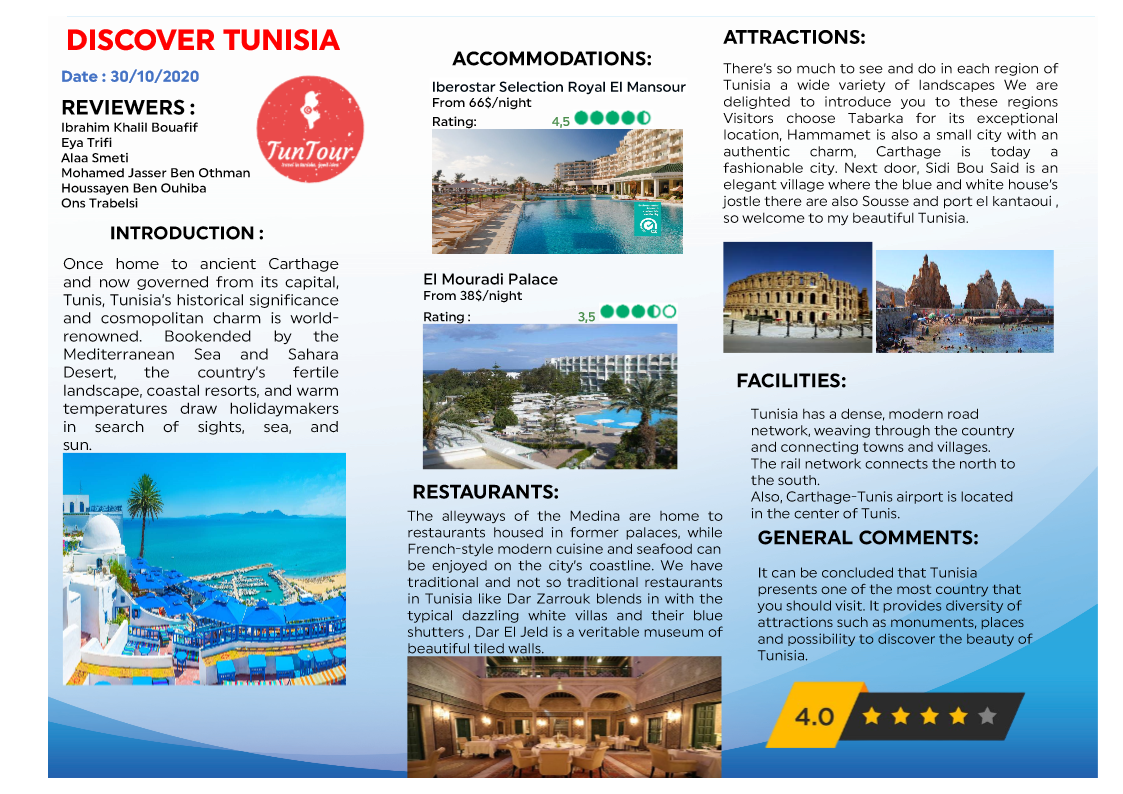 DISCOVER TUNISIA
Date : 30/10/2020
REVIEWERS :
Ibrahim Khalil Bouafif
Eya Trifi
Alaa Smeti
Mohamed Jasser Ben Othman
Houssayen Ben Ouhiba
Ons Trabelsi
TunTour
INTRODUCTION :
Once home to ancient Carthage
and now governed from its capital,
Tunis, Tunisia's historical significance
and cosmopolitan charm is world-
renowned. Bookended by the
Mediterranean Sea and Sahara
Desert, the country's fertile
landscape, coastal resorts, and warm
temperatures draw holidaymakers
in search of sights, sea, and
sun.
ACCOMMODATIONS:
Iberostar Selection Royal El Mansour
From 66$/night
Rating: 4,5
El Mouradi Palace
From 38$/night
Rating : 3,5
RESTAURANTS:
The alleyways of the Medina are home to
restaurants housed in former palaces, while
French-style modern cuisine and seafood can
be enjoyed on the city's coastline. We have
traditional and not so traditional restaurants
in Tunisia like Dar Zarrouk blends in with the
typical dazzling white villas and their blue
shutters , Dar El Jeld is a veritable museum of
beautiful tiled walls.
ATTRACTIONS:
There's so much to see and do in each region of
Tunisia a wide variety of landscapes We are
delighted to introduce you to these regions
Visitors choose Tabarka for its exceptional
location, Hammamet is also a small city with an
authentic charm, Carthage is today a
fashionable city. Next door, Sidi Bou Said is an
elegant village where the blue and white house's
jostle there are also Sousse and port el kantaoui ,
so welcome to my beautiful Tunisia.
FACILITIES:
Tunisia has a dense, modern road
network, weaving through the country
and connecting towns and villages.
The rail network connects the north to
the south.
Also, Carthage-Tunis airport is located
in the center of Tunis.
GENERAL COMMENTS:
It can be concluded that Tunisia
presents one of the most country that
you should visit. It provides diversity of
attractions such as monuments, places
and possibility to discover the beauty of
Tunisia.
4.0